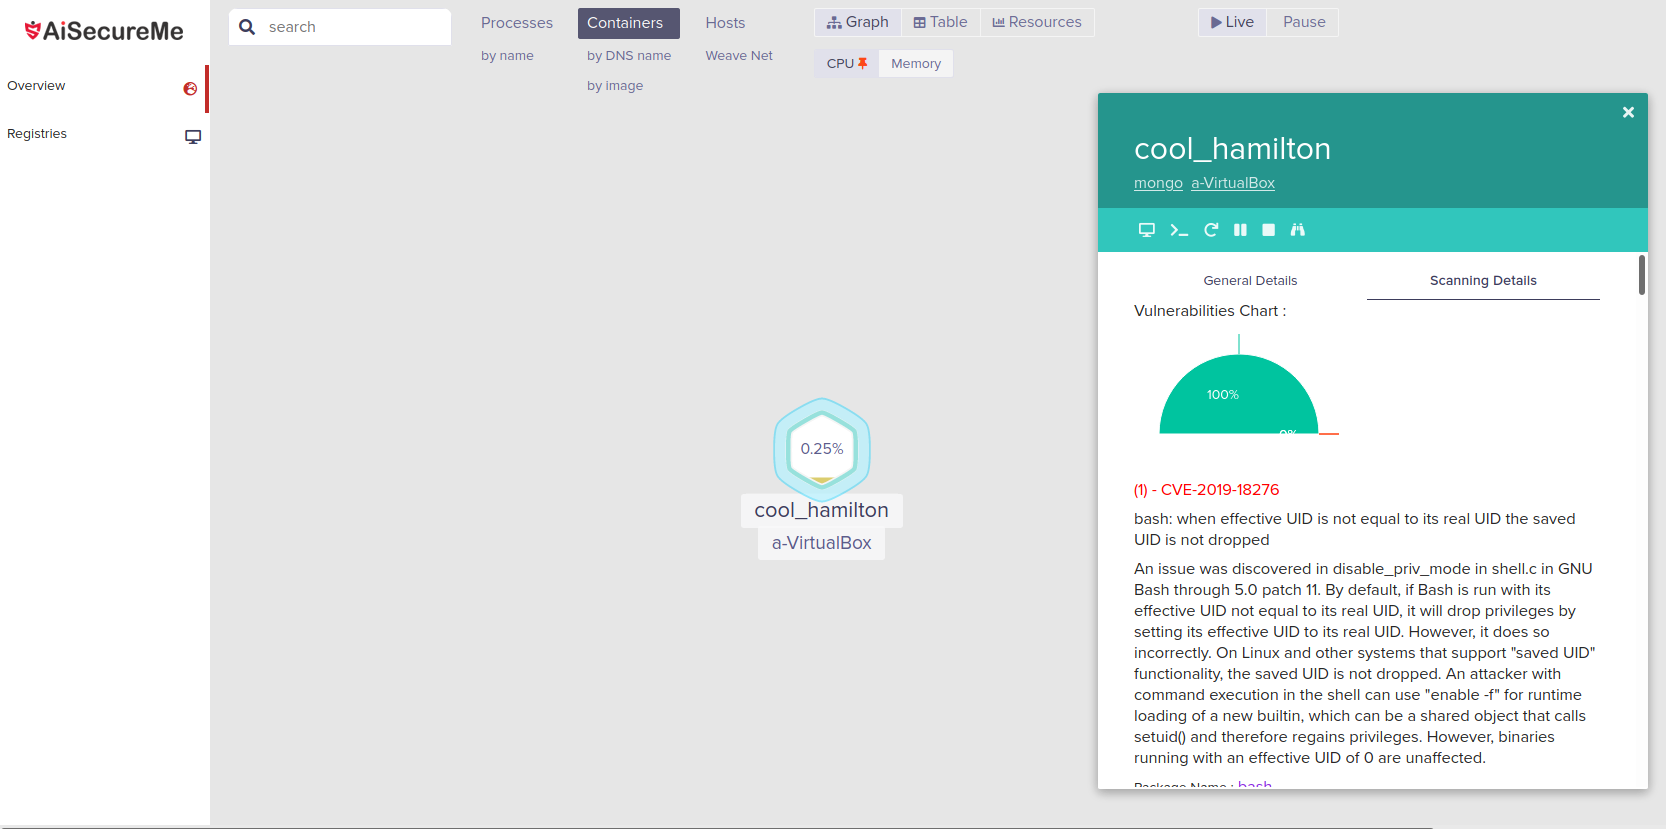 AiSecureMe
Overview
Registries
search
Processes
by name
Containers
by DNS name
by image
Hosts
Weave Net
Graph
Table
Resources
CPU
Memory
Live
Pause
0.25%
cool_hamilton
a-VirtualBox
cool_hamilton
mongo a-VirtualBox
General Details
Scanning Details
Vulnerabilities Chart :
100%
0%
(1) - CVE-2019-18276
bash: when effective UID is not equal to its real UID the saved
UID is not dropped
An issue was discovered in disable_priv_mode in shell.c in GNU
Bash through 5.0 patch 11. By default, if Bash is run with its
effective UID not equal to its real UID, it will drop privileges by
setting its effective UID to its real UID. However, it does so
incorrectly. On Linux and other systems that support "saved UID"
functionality, the saved UID is not dropped. An attacker with
command execution in the shell can use "enable -f" for runtime
loading of a new builtin, which can be a shared object that calls
setuid() and therefore regains privileges. However, binaries
running with an effective UID of 0 are unaffected.
Package Name : bash